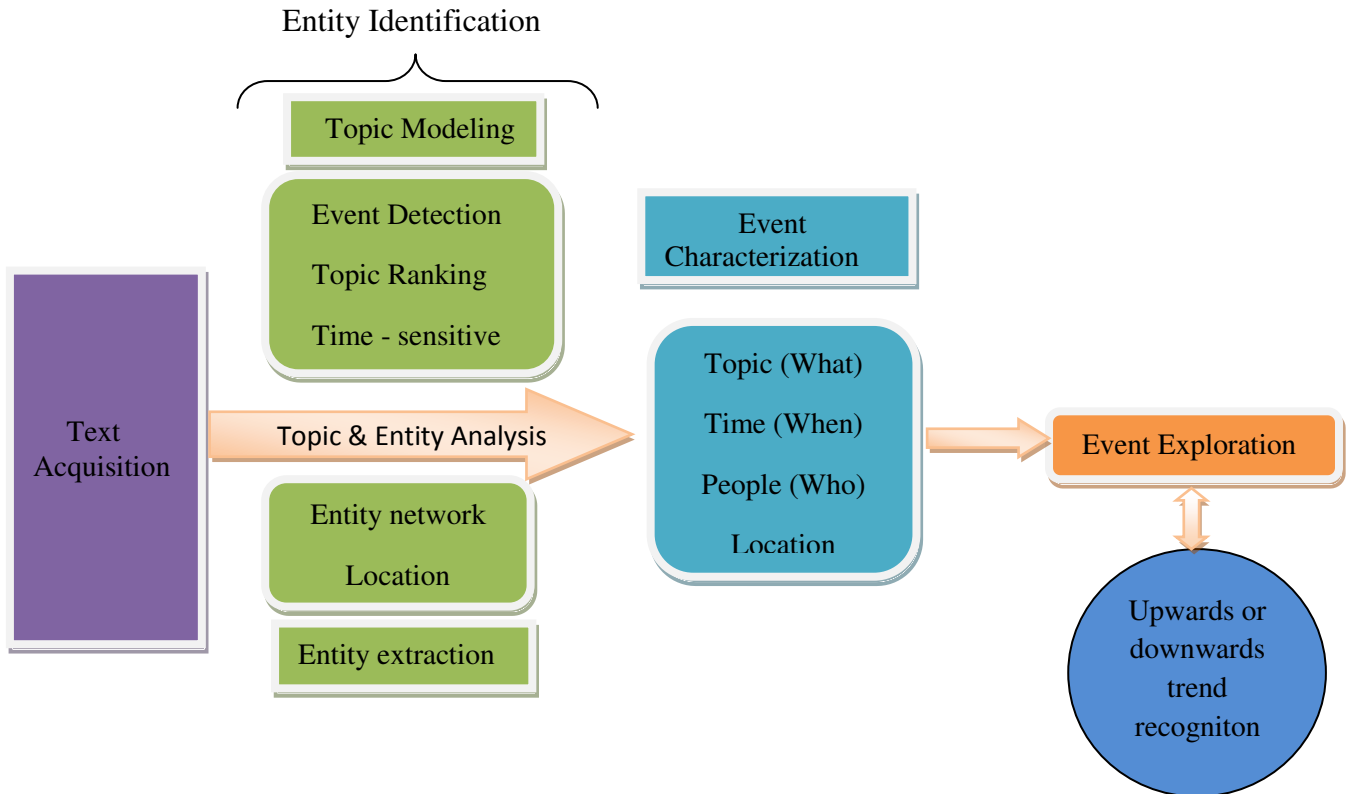 Entity Identification
Topic Modeling
Event Detection
Topic Ranking
Time - sensitive
Text
Acquisition
Topic & Entity Analysis
Entity network
Location
Entity extraction
Event
Characterization
Topic (What)
Time (When)
People (Who)
Location
Event Exploration
Upwards or
downwards
trend
recogniton